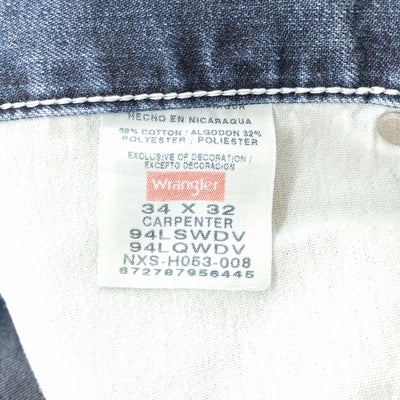 HECHO EN NICARAGUA
68% COTTON / ALGODON 32%
POLYESTER / POLIESTER
EXCLUSIVE OF DECORATION /
EXCEPTO DECORACION
Wrangler
34 X 32
CARPENTER
94LSWDV
94LQWDV
NXS-H053-008
672787956445